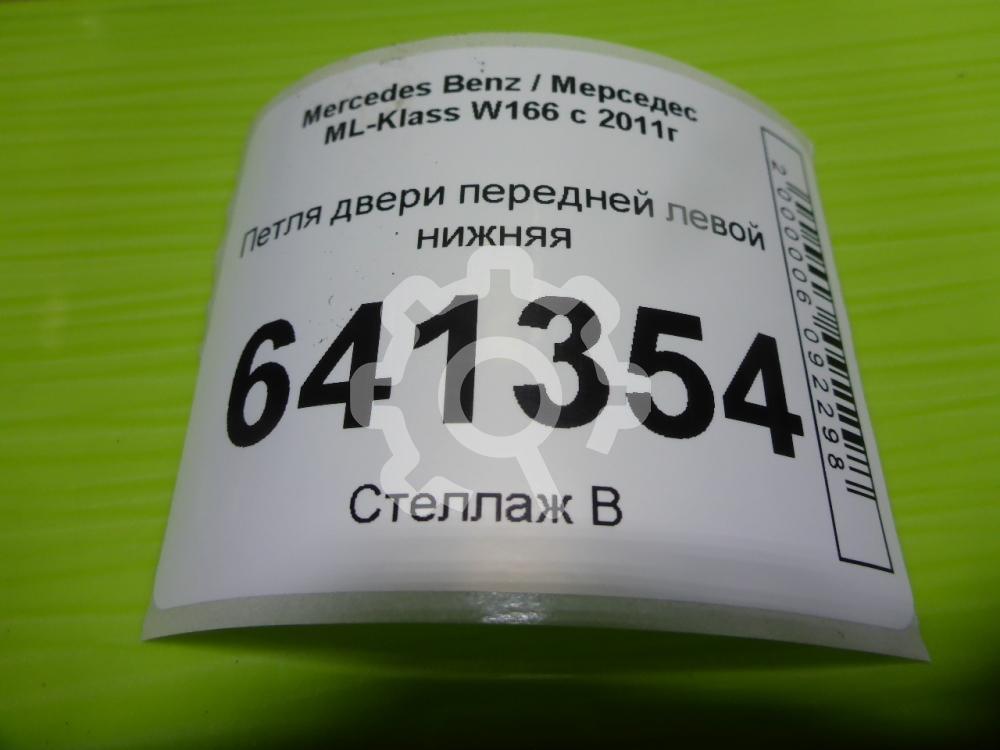 Mercedes Benz / Мерседес
ML-Klass W166 с 2011г
Петля двери передней левой
нижняя
641354
Стеллаж В
2000006092298